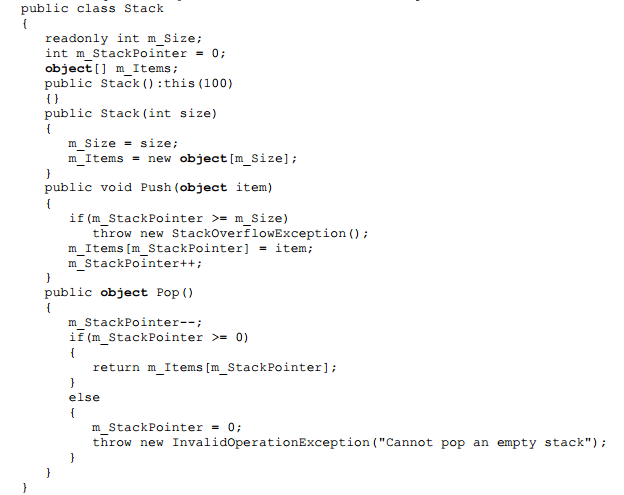 public class Stack
{
readonly int m_Size;
int m_StackPointer = 0;
object[] m_Items;
public Stack():this(100)
{}
public Stack(int size)
{
m_Size = size;
m_Items = new object[m_Size];
}
public void Push(object item)
{
if(m_StackPointer >= m_Size)
throw new StackOverflowException();
m_Items[m_StackPointer] = item;
m_StackPointer++;
}
public object Pop()
{
m_StackPointer--;
if(m_StackPointer >= 0)
{
return m_Items[m_StackPointer];
}
else
{
m_StackPointer = 0;
throw new InvalidOperationException("Cannot pop an empty stack");
}
}
}